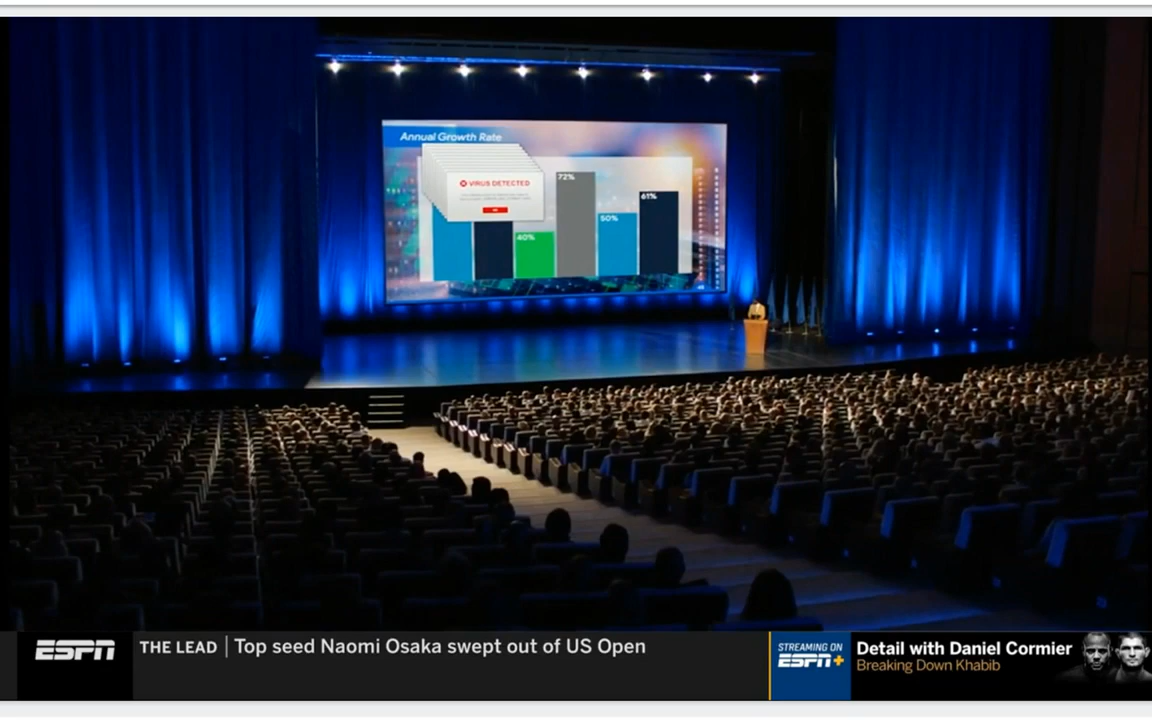 Annual Growth Rate
VIRUS DETECTED
72%
61%
50%
40%
ESPN
THE LEAD
Top seed Naomi Osaka swept out of US Open
STREAMING ON
ESPN+
Detail with Daniel Cormier
Breaking Down Khabib